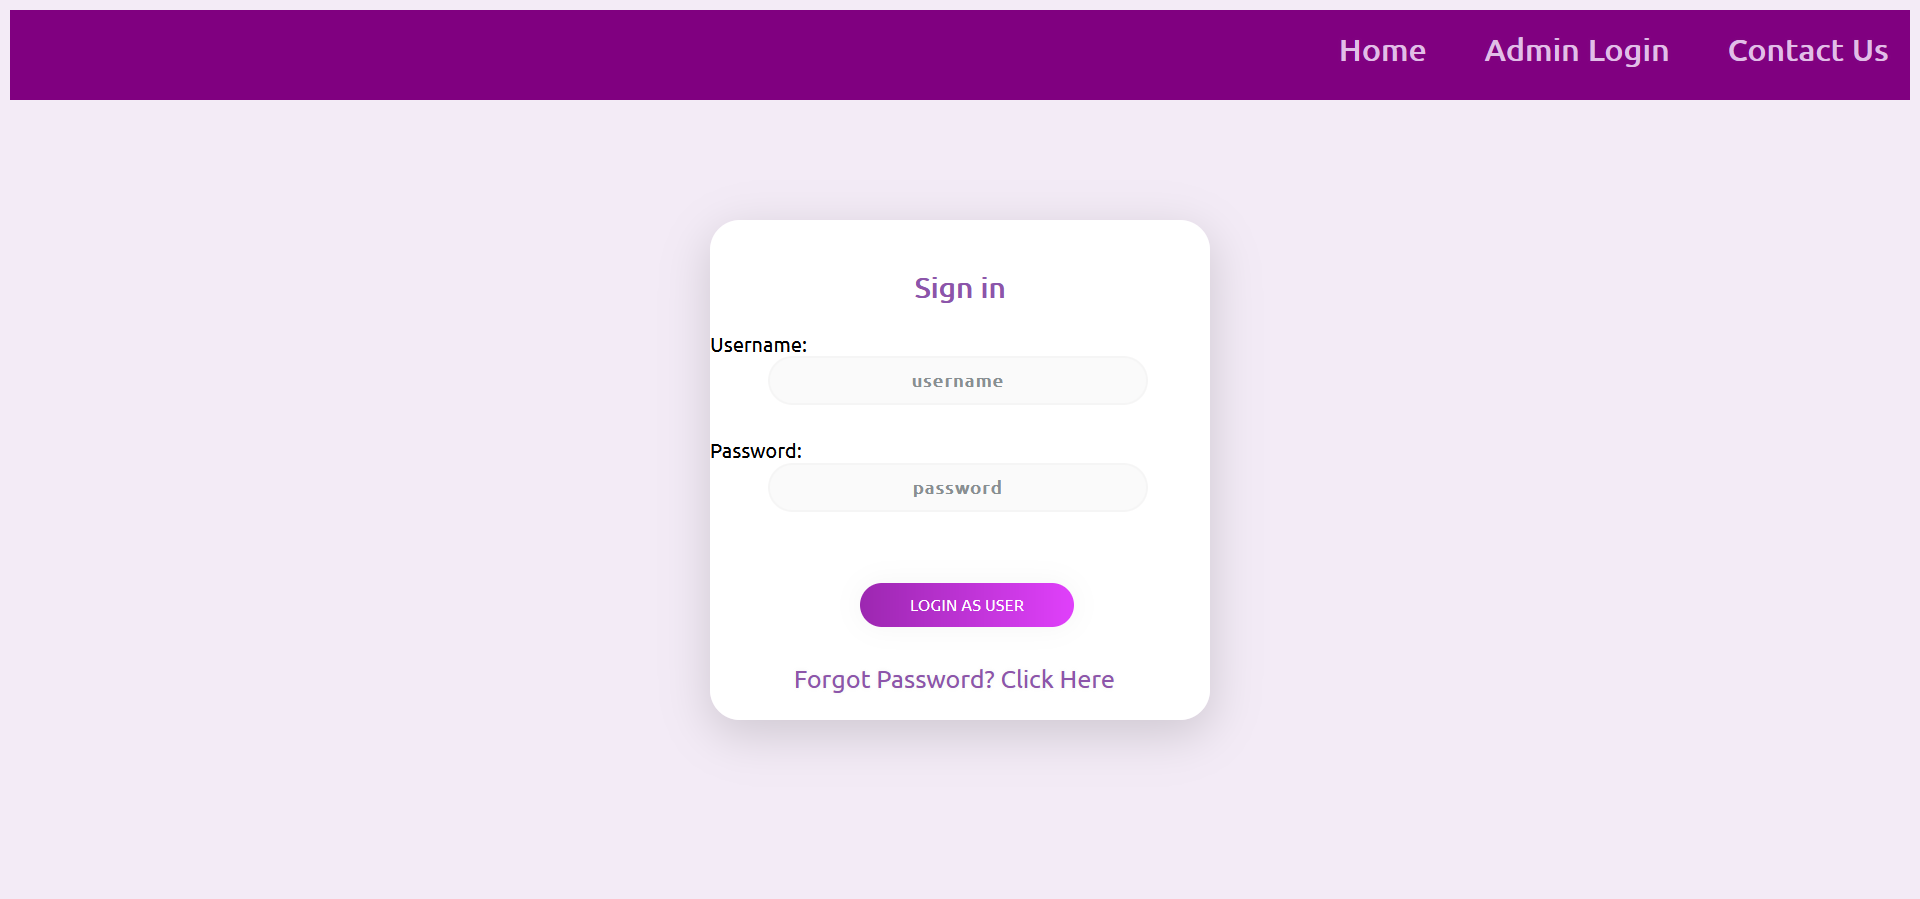 Home Admin Login Contact Us
Sign in
Username:
username
Password:
password
LOGIN AS USER
Forgot Password? Click Here